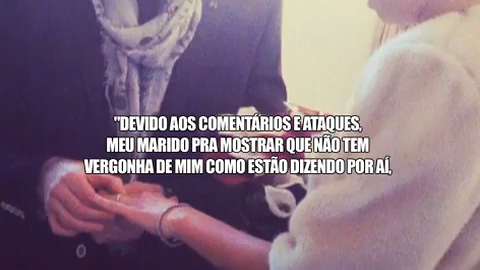 "DEVIDO AOS COMENTÁRIOS E ATAQUES,
MEU MARIDO PRA MOSTRAR QUE NÃO TEM
VERGONHA DE MIM COMO ESTÃO DIZENDO POR AÍ,